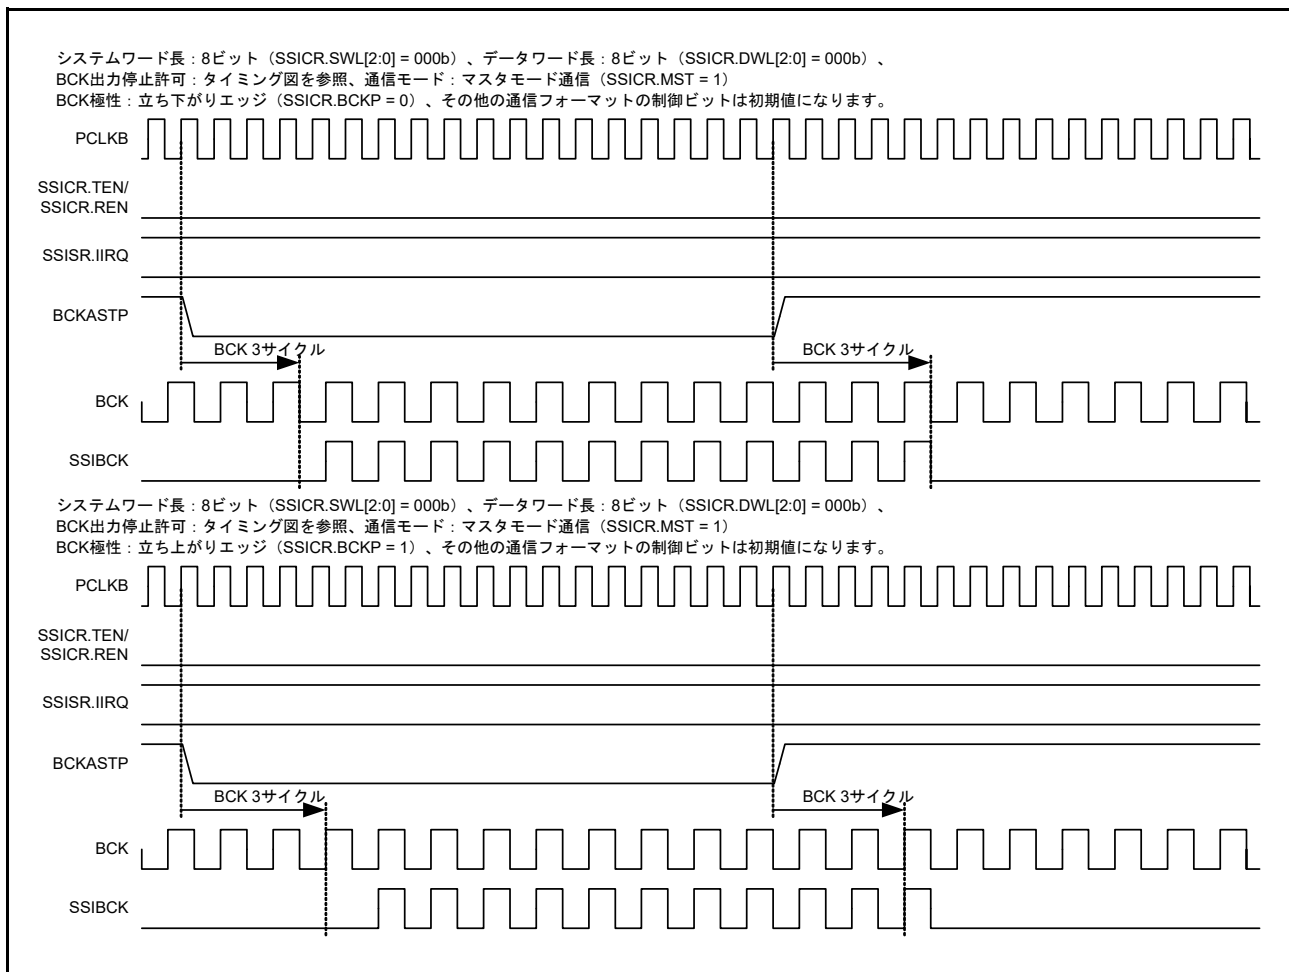 システムワード長：8ビット（SSICR.SWL[2:0] = 000b）、データワード長：8ビット（SSICR.DWL[2:0] = 000b）、
BCK出力停止許可：タイミング図を参照、通信モード：マスタモード通信（SSICR.MST = 1）
BCK極性：立ち下がりエッジ（SSICR.BCKP = 0）、その他の通信フォーマットの制御ビットは初期値になります。
PCLKB
SSICR.TEN/
SSICR.REN
SSISR.IIRQ
BCKASTP
BCK 3サイクル
BCK 3サイクル
BCK
SSIBCK
システムワード長：8ビット（SSICR.SWL[2:0] = 000b）、データワード長：8ビット（SSICR.DWL[2:0] = 000b）、
BCK出力停止許可：タイミング図を参照、通信モード：マスタモード通信（SSICR.MST = 1）
BCK極性：立ち上がりエッジ（SSICR.BCKP = 1）、その他の通信フォーマットの制御ビットは初期値になります。
PCLKB
SSICR.TEN/
SSICR.REN
SSISR.IIRQ
BCKASTP
BCK 3サイクル
BCK 3サイクル
BCK
SSIBCK